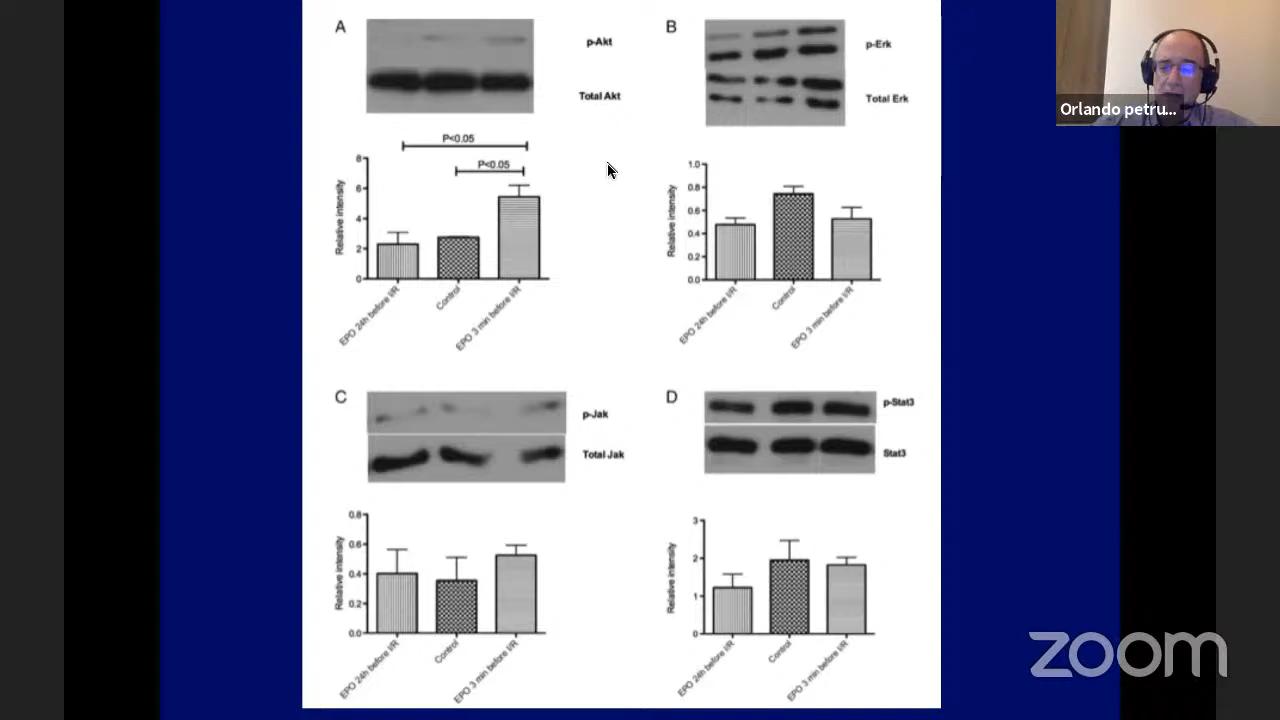 A
p-Akt
Total Akt
P<0.05
P<0.05
Relative intensity
8
6
4
2
0
EPO 24h before I/R
Control
EPO 3 min before I/R
B
p-Erk
Total Erk
Relative intensity
1.0
0.8
0.6
0.4
0.2
0.0
EPO 24h before I/R
Control
EPO 3 min before I/R
C
p-Jak
Total Jak
Relative intensity
0.8
0.6
0.4
0.2
0.0
EPO 24h before I/R
Control
EPO 3 min before I/R
D
p-Stat3
Stat3
Relative intensity
3
2
1
0
EPO 24h before I/R
Control
EPO 3 min before I/R
Orlando petru...
zoom